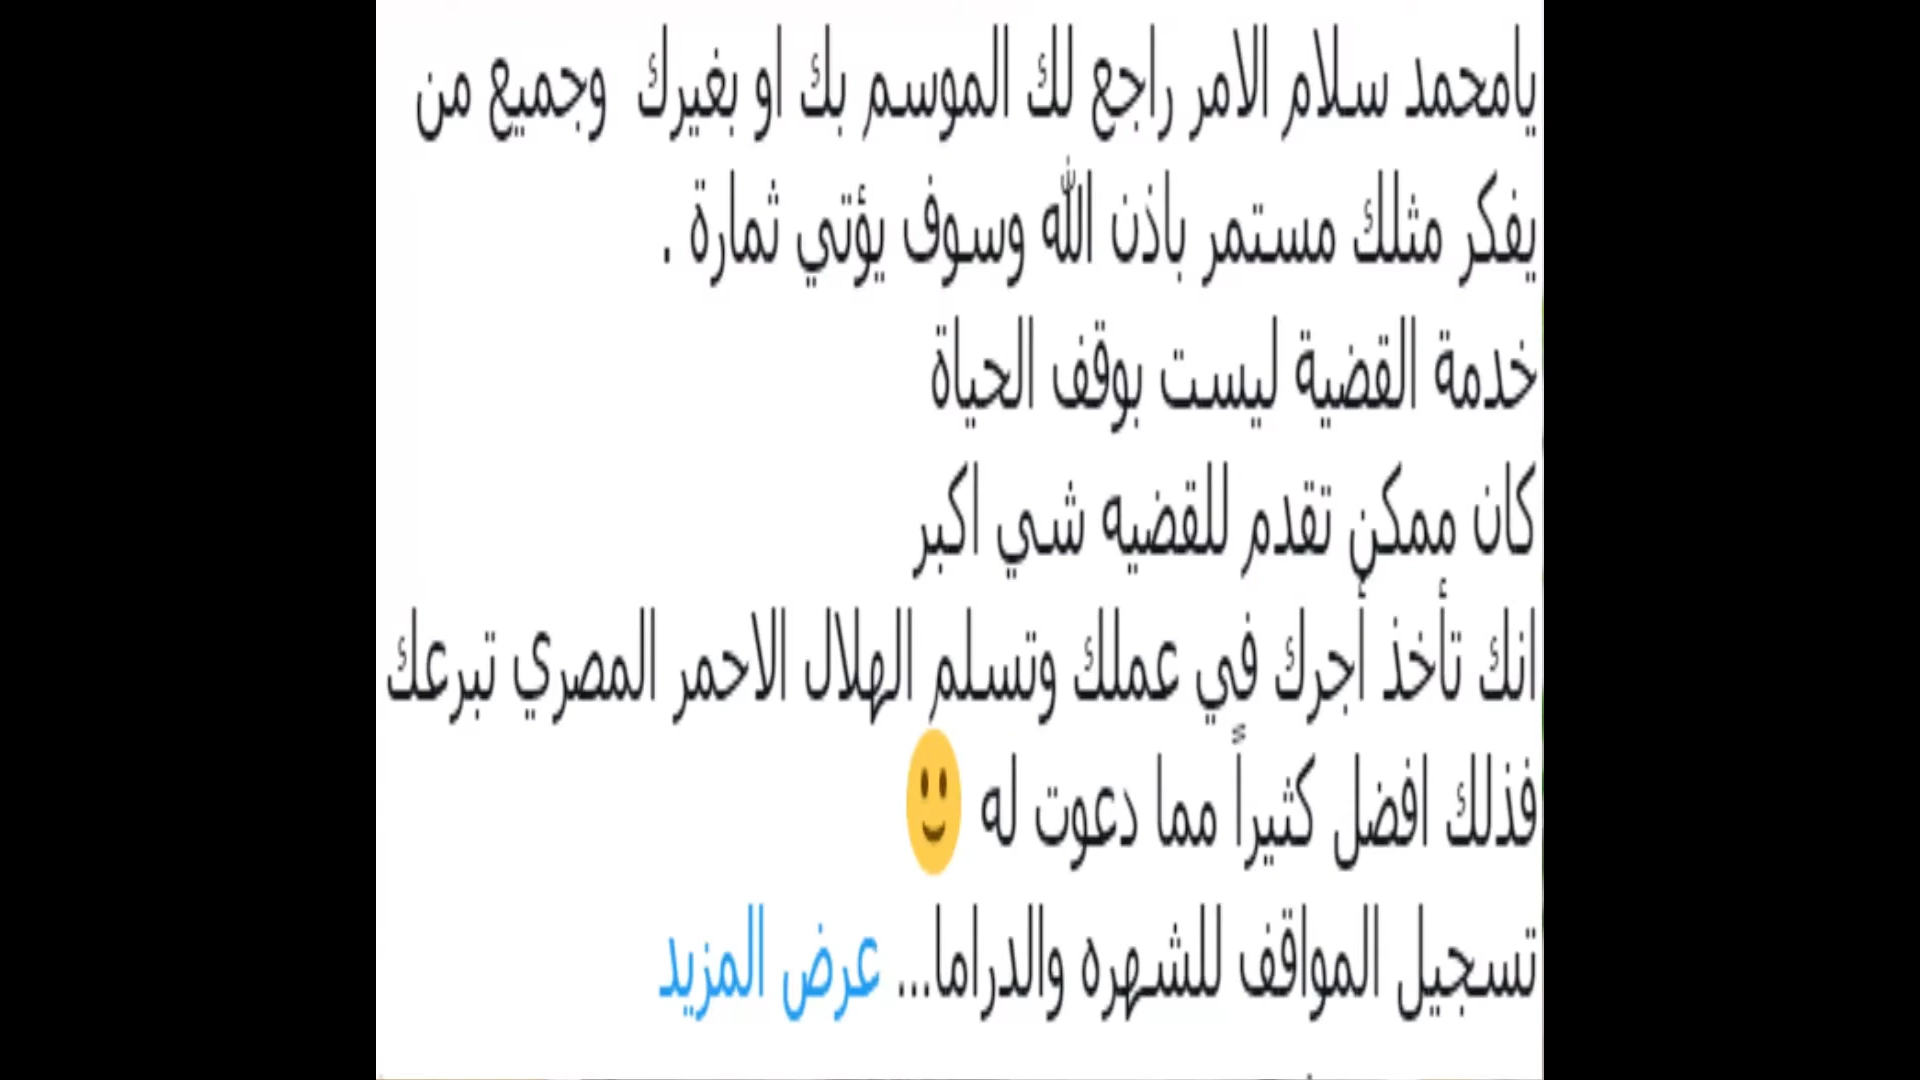 يامحمد سلام الامر راجع لك الموسم بك او بغيرك وجميع من
يفكر مثلك مستمر باذن الله وسوف يؤتي ثمارة .
خدمة القضية ليست بوقف الحياة
كان ممكن تقدم للقضيه شي اكبر
انك تأخذ أجرك في عملك وتسلم الهلال الاحمر المصري تبرعك
فذلك افضل كثيراً مما دعوت له 🙂
تسجيل المواقف للشهره والدراما... عرض المزيد